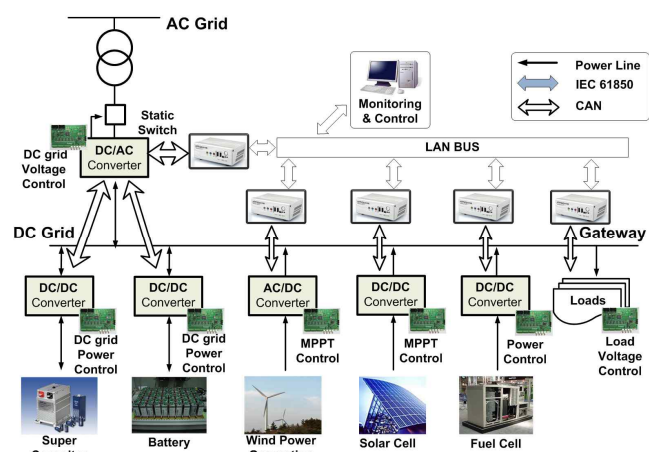 AC Grid
Power Line
IEC 61850
CAN
Static
Switch
Monitoring
& Control
DC/AC
Converter
DC grid
Voltage
Control
LAN BUS
DC Grid
Gateway
DC/DC
Converter
DC/DC
Converter
AC/DC
Converter
DC/DC
Converter
DC/DC
Converter
Loads
DC grid
Power
Control
DC grid
Power
Control
MPPT
Control
MPPT
Control
Power
Control
Load
Voltage
Control
Super
Battery
Wind Power
Solar Cell
Fuel Cell